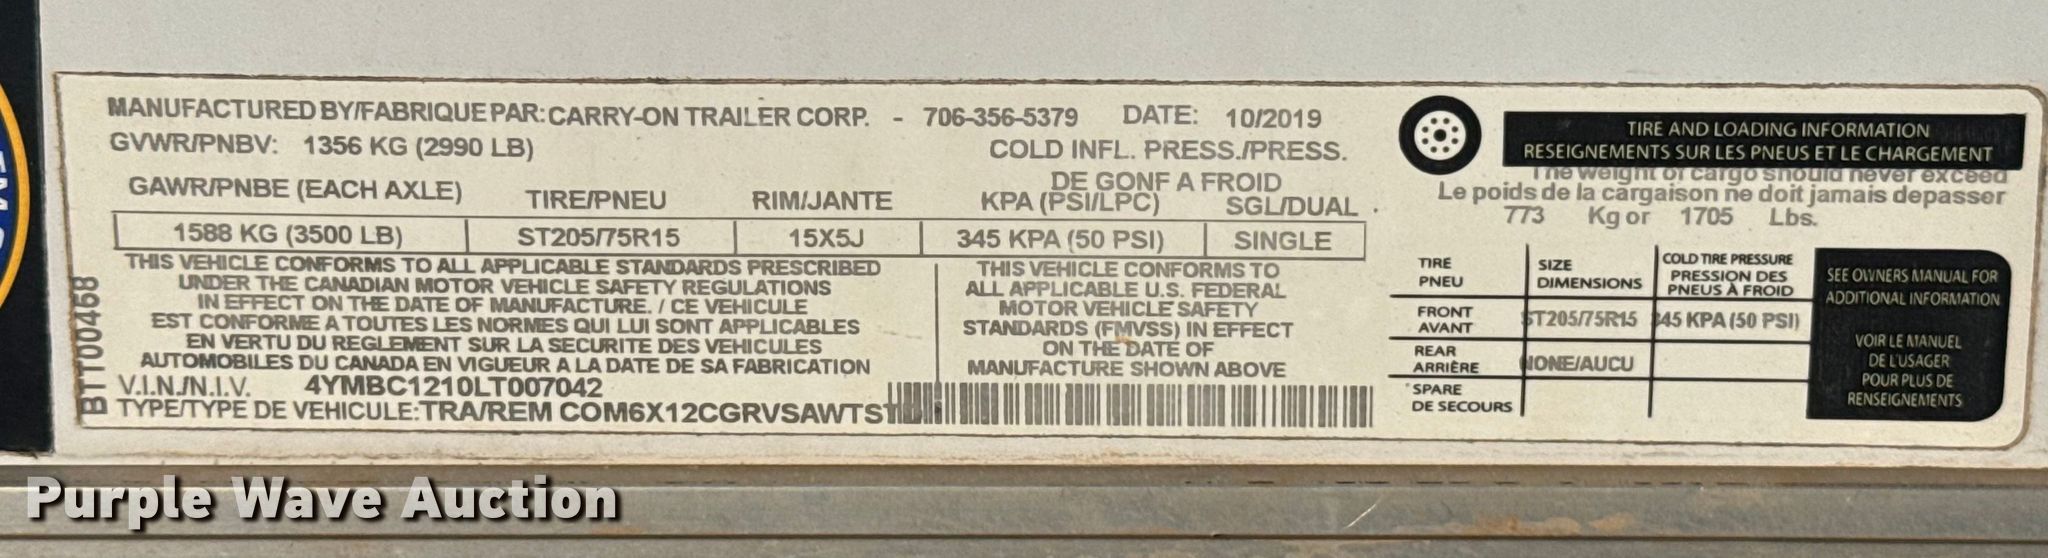 MANUFACTURED BY/FABRIQUE PAR: CARRY-ON TRAILER CORP. - 706-356-5379 DATE: 10/2019
GVWR/PNBV: 1356 KG (2990 LB)
COLD INFL. PRESS./PRESS.
DE GONF A FROID
GAWR/PNBE (EACH AXLE) TIRE/PNEU RIM/JANTE KPA (PSI/LPC) SGL/DUAL
1588 KG (3500 LB) ST205/75R15 15X5J 345 KPA (50 PSI) SINGLE
THIS VEHICLE CONFORMS TO ALL APPLICABLE STANDARDS PRESCRIBED
UNDER THE CANADIAN MOTOR VEHICLE SAFETY REGULATIONS
IN EFFECT ON THE DATE OF MANUFACTURE. / CE VEHICULE
EST CONFORME A TOUTES LES NORMES QUI LUI SONT APPLICABLES
EN VERTU DU REGLEMENT SUR LA SECURITE DES VEHICULES
AUTOMOBILES DU CANADA EN VIGUEUR A LA DATE DE SA FABRICATION
THIS VEHICLE CONFORMS TO
ALL APPLICABLE U.S. FEDERAL
MOTOR VEHICLE SAFETY
STANDARDS (FMVSS) IN EFFECT
ON THE DATE OF
MANUFACTURE SHOWN ABOVE
V.I.N./N.I.V. 4YMBC1210LT007042
TYPE/TYPE DE VEHICULE: TRA/REM COM6X12CGRVSAWTST
BTT00468
TIRE AND LOADING INFORMATION
RESEIGNEMENTS SUR LES PNEUS ET LE CHARGEMENT
The weight of cargo should never exceed
Le poids de la cargaison ne doit jamais depasser
773 Kg or 1705 Lbs.
TIRE
PNEU
SIZE
DIMENSIONS
COLD TIRE PRESSURE
PRESSION DES
PNEUS À FROID
FRONT
AVANT
ST205/75R15 345 KPA (50 PSI)
REAR
ARRIÈRE
NONE/AUCU
SPARE
DE SECOURS
SEE OWNERS MANUAL FOR
ADDITIONAL INFORMATION
VOIR LE MANUEL
DE L'USAGER
POUR PLUS DE
RENSEIGNEMENTS
Purple Wave Auction